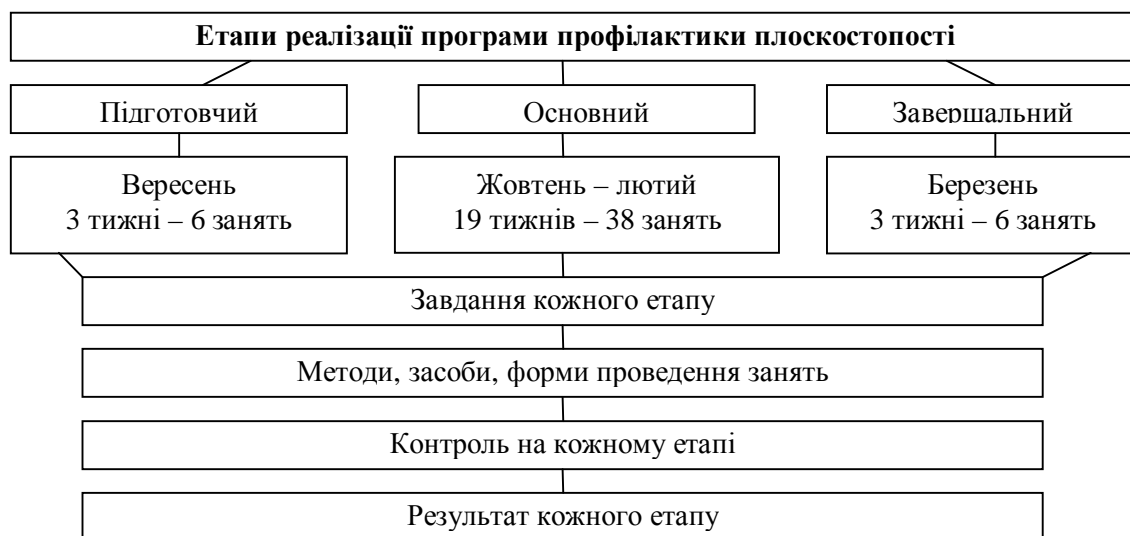 Етапи реалізації програми профілактики плоскостопості
Підготовчий
Основний
Завершальний
Вересень
3 тижні – 6 занять
Жовтень – лютий
19 тижнів – 38 занять
Березень
3 тижні – 6 занять
Завдання кожного етапу
Методи, засоби, форми проведення занять
Контроль на кожному етапі
Результат кожного етапу